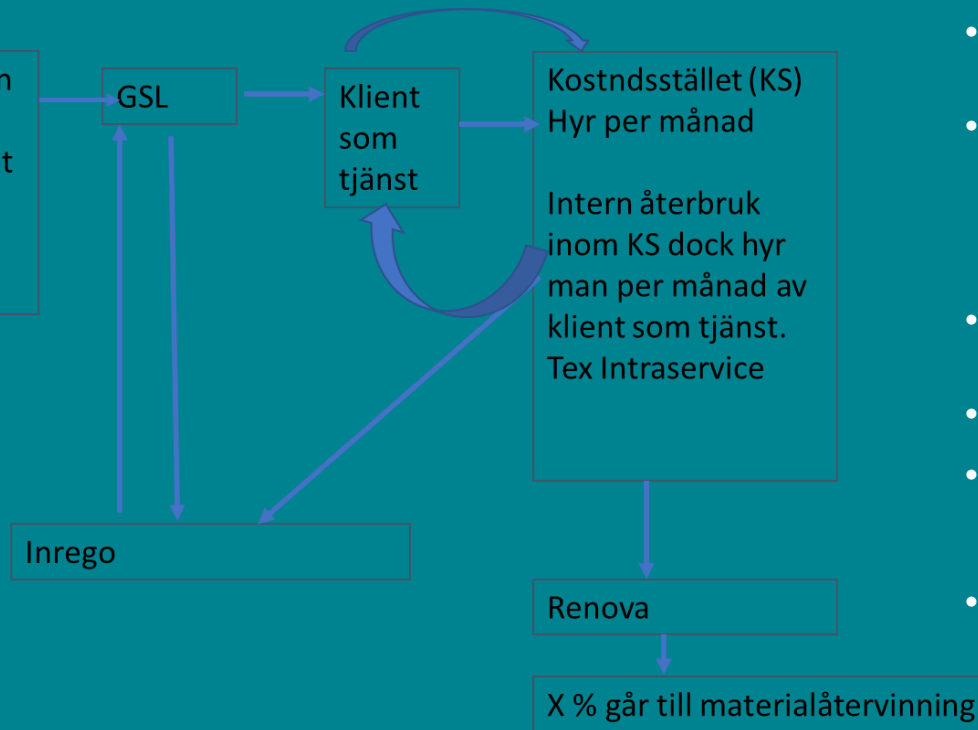 GSL
Klient
som
tjänst
Kostndsstället (KS)
Hyr per månad
Intern återbruk
inom KS dock hyr
man per månad av
klient som tjänst.
Tex Intraservice
Inrego
Renova
X % går till materialåtervinning